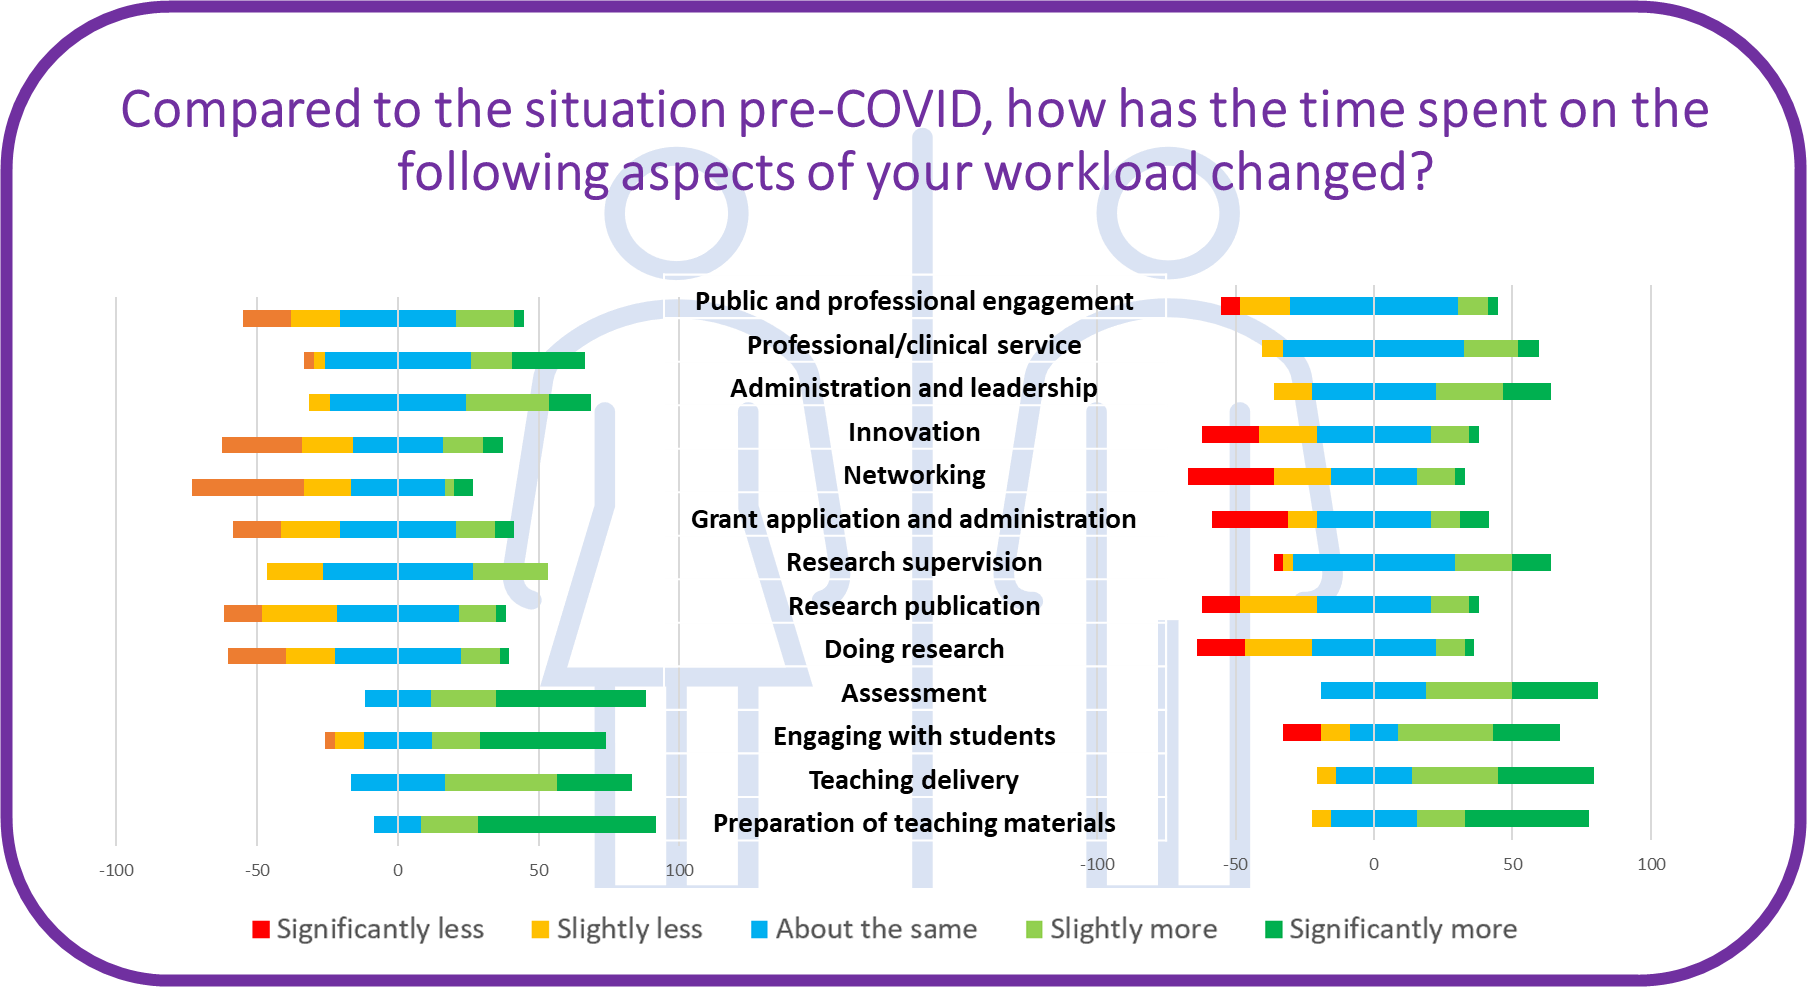 Compared to the situation pre-COVID, how has the time spent on the
following aspects of your workload changed?
Public and professional engagement
Professional/clinical service
Administration and leadership
Innovation
Networking
Grant application and administration
Research supervision
Research publication
Doing research
Assessment
Engaging with students
Teaching delivery
Preparation of teaching materials
-100 -50 0 50 100
-100 -50 0 50 100
Significantly less Slightly less About the same Slightly more Significantly more